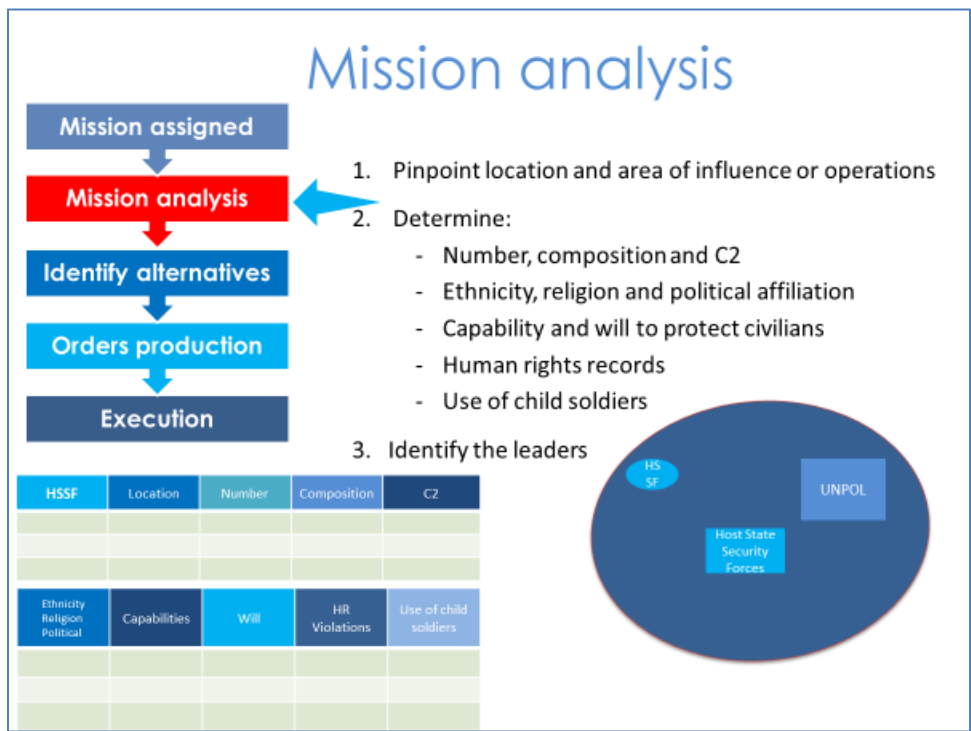 Mission analysis
Mission assigned
Mission analysis
Identify alternatives
Orders production
Execution
1. Pinpoint location and area of influence or operations
2. Determine:
- Number, composition and C2
- Ethnicity, religion and political affiliation
- Capability and will to protect civilians
- Human rights records
- Use of child soldiers
3. Identify the leaders
HSSF Location Number Composition C2
Ethnicity
Religion
Political
Capabilities
Will
HR
Violations
Use of child
soldiers
HS
SF
UNPOL
Host State
Security
Forces